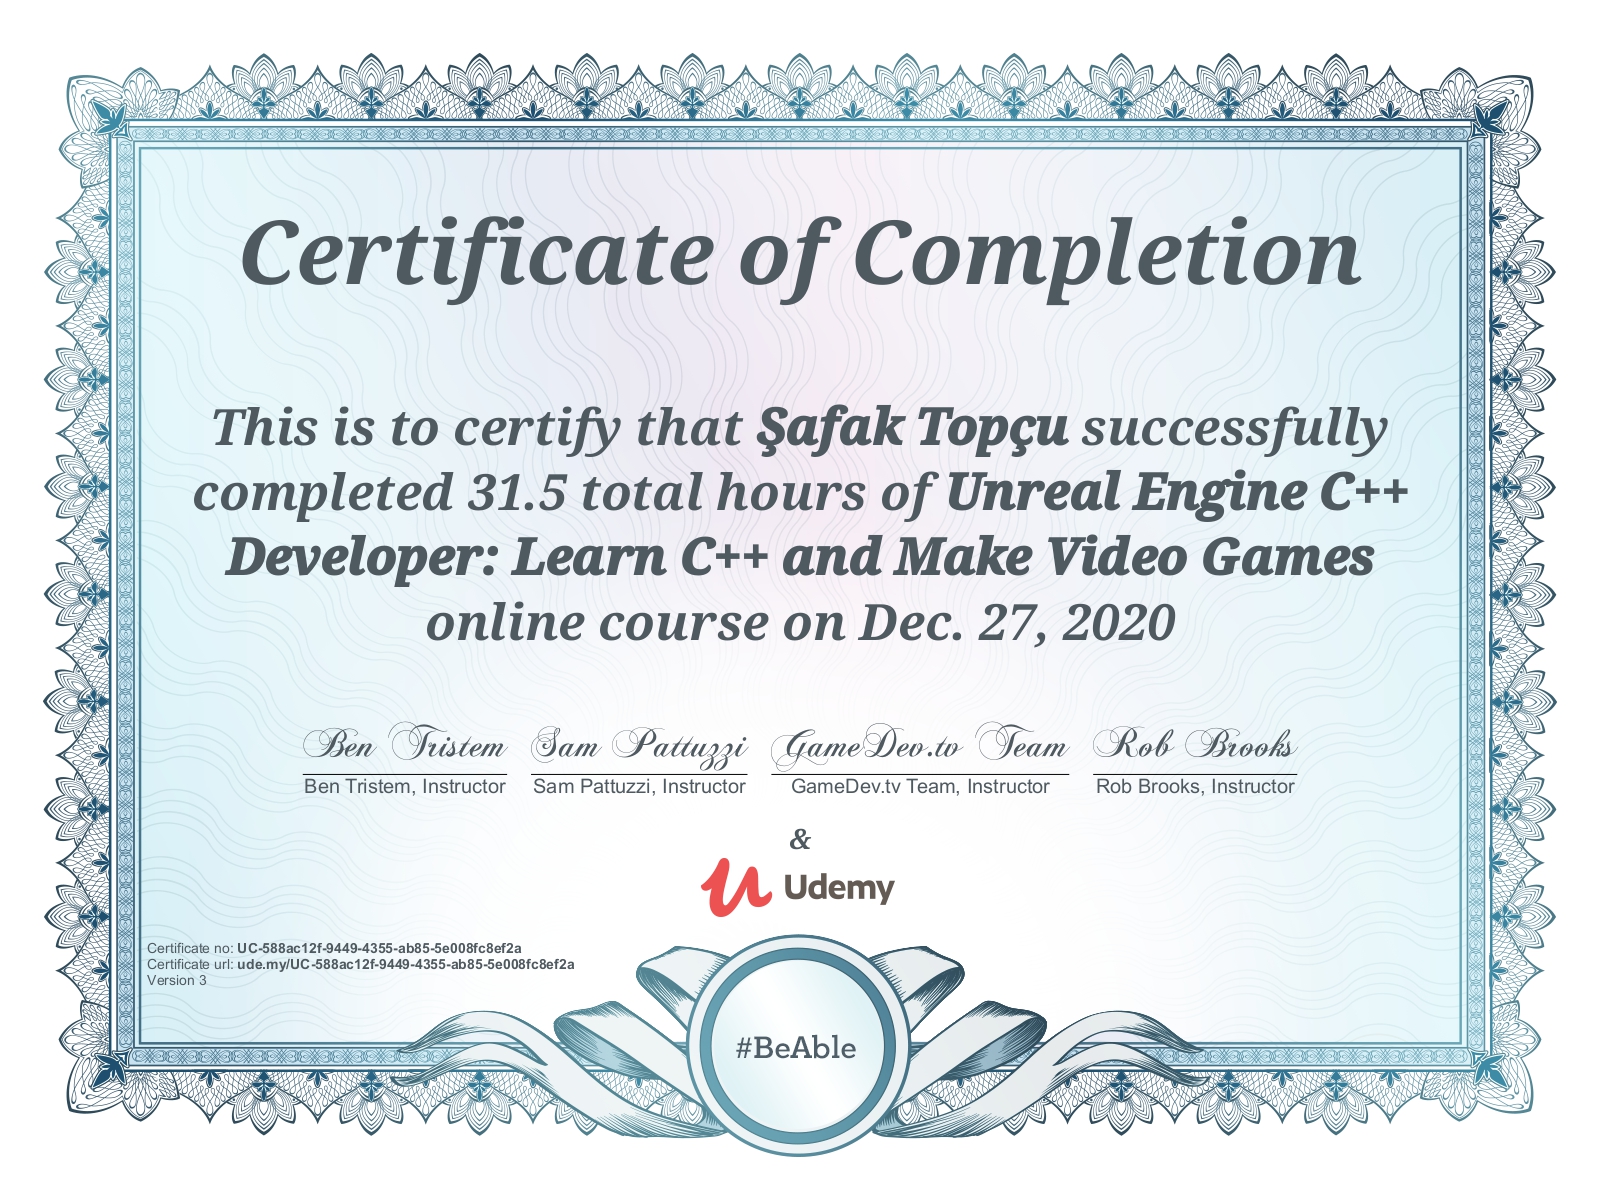 Certificate of Completion
This is to certify that Şafak Topçu successfully
completed 31.5 total hours of Unreal Engine C++
Developer: Learn C++ and Make Video Games
online course on Dec. 27, 2020
Ben Tristem Sam Pattuzzi GameDev.tv Team Rob Brooks
Ben Tristem, Instructor Sam Pattuzzi, Instructor GameDev.tv Team, Instructor Rob Brooks, Instructor
&
Udemy
Certificate no: UC-588ac12f-9449-4355-ab85-5e008fc8ef2a
Certificate url: ude.my/UC-588ac12f-9449-4355-ab85-5e008fc8ef2a
Version 3
#BeAble